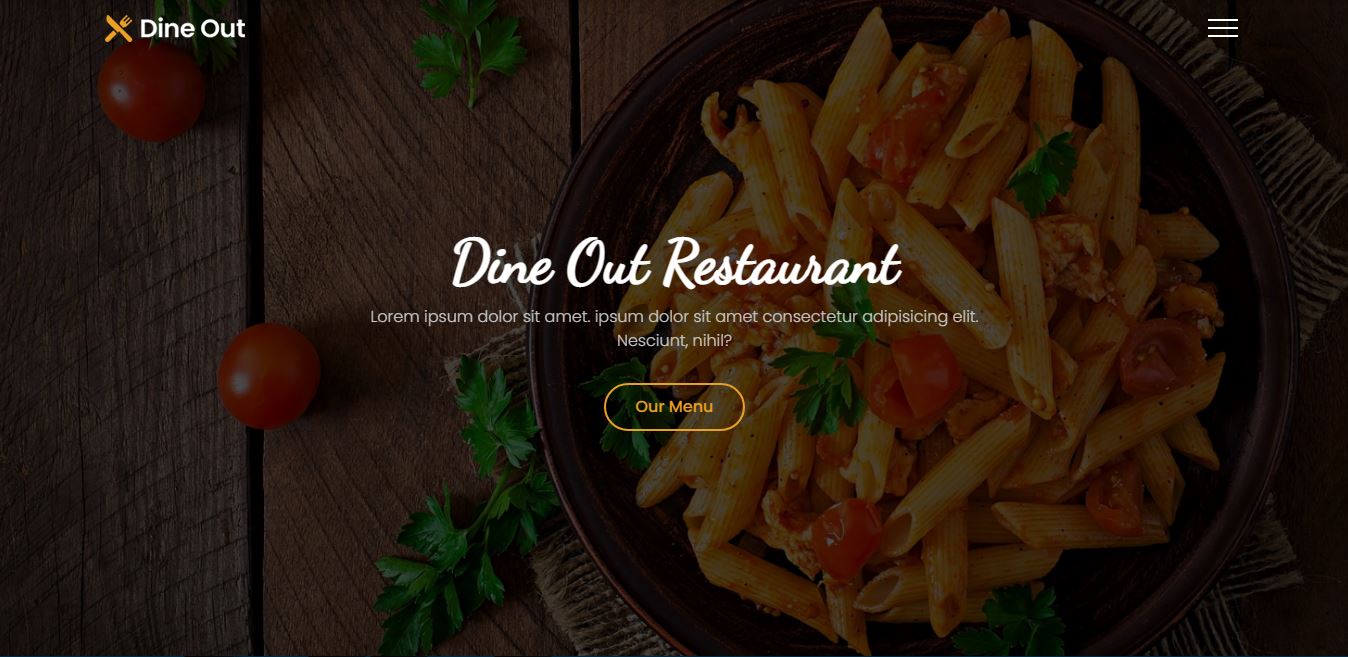 Dine Out
Dine Out Restaurant
Lorem ipsum dolor sit amet. ipsum dolor sit amet consectetur adipisicing elit.
Nesciunt, nihil?
Our Menu